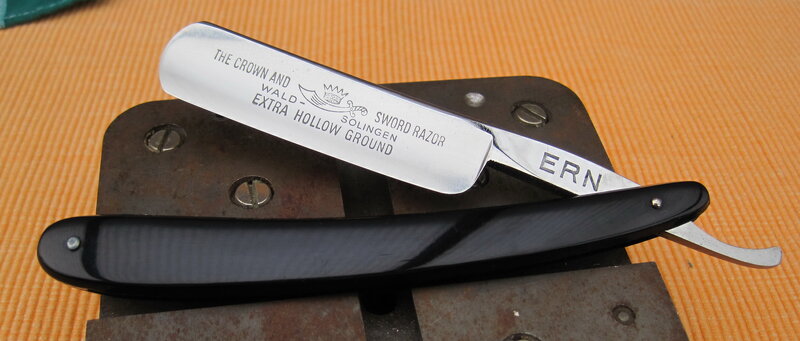 THE CROWN AND SWORD RAZOR
WALD-SOLINGEN
EXTRA HOLLOW GROUND
ERN